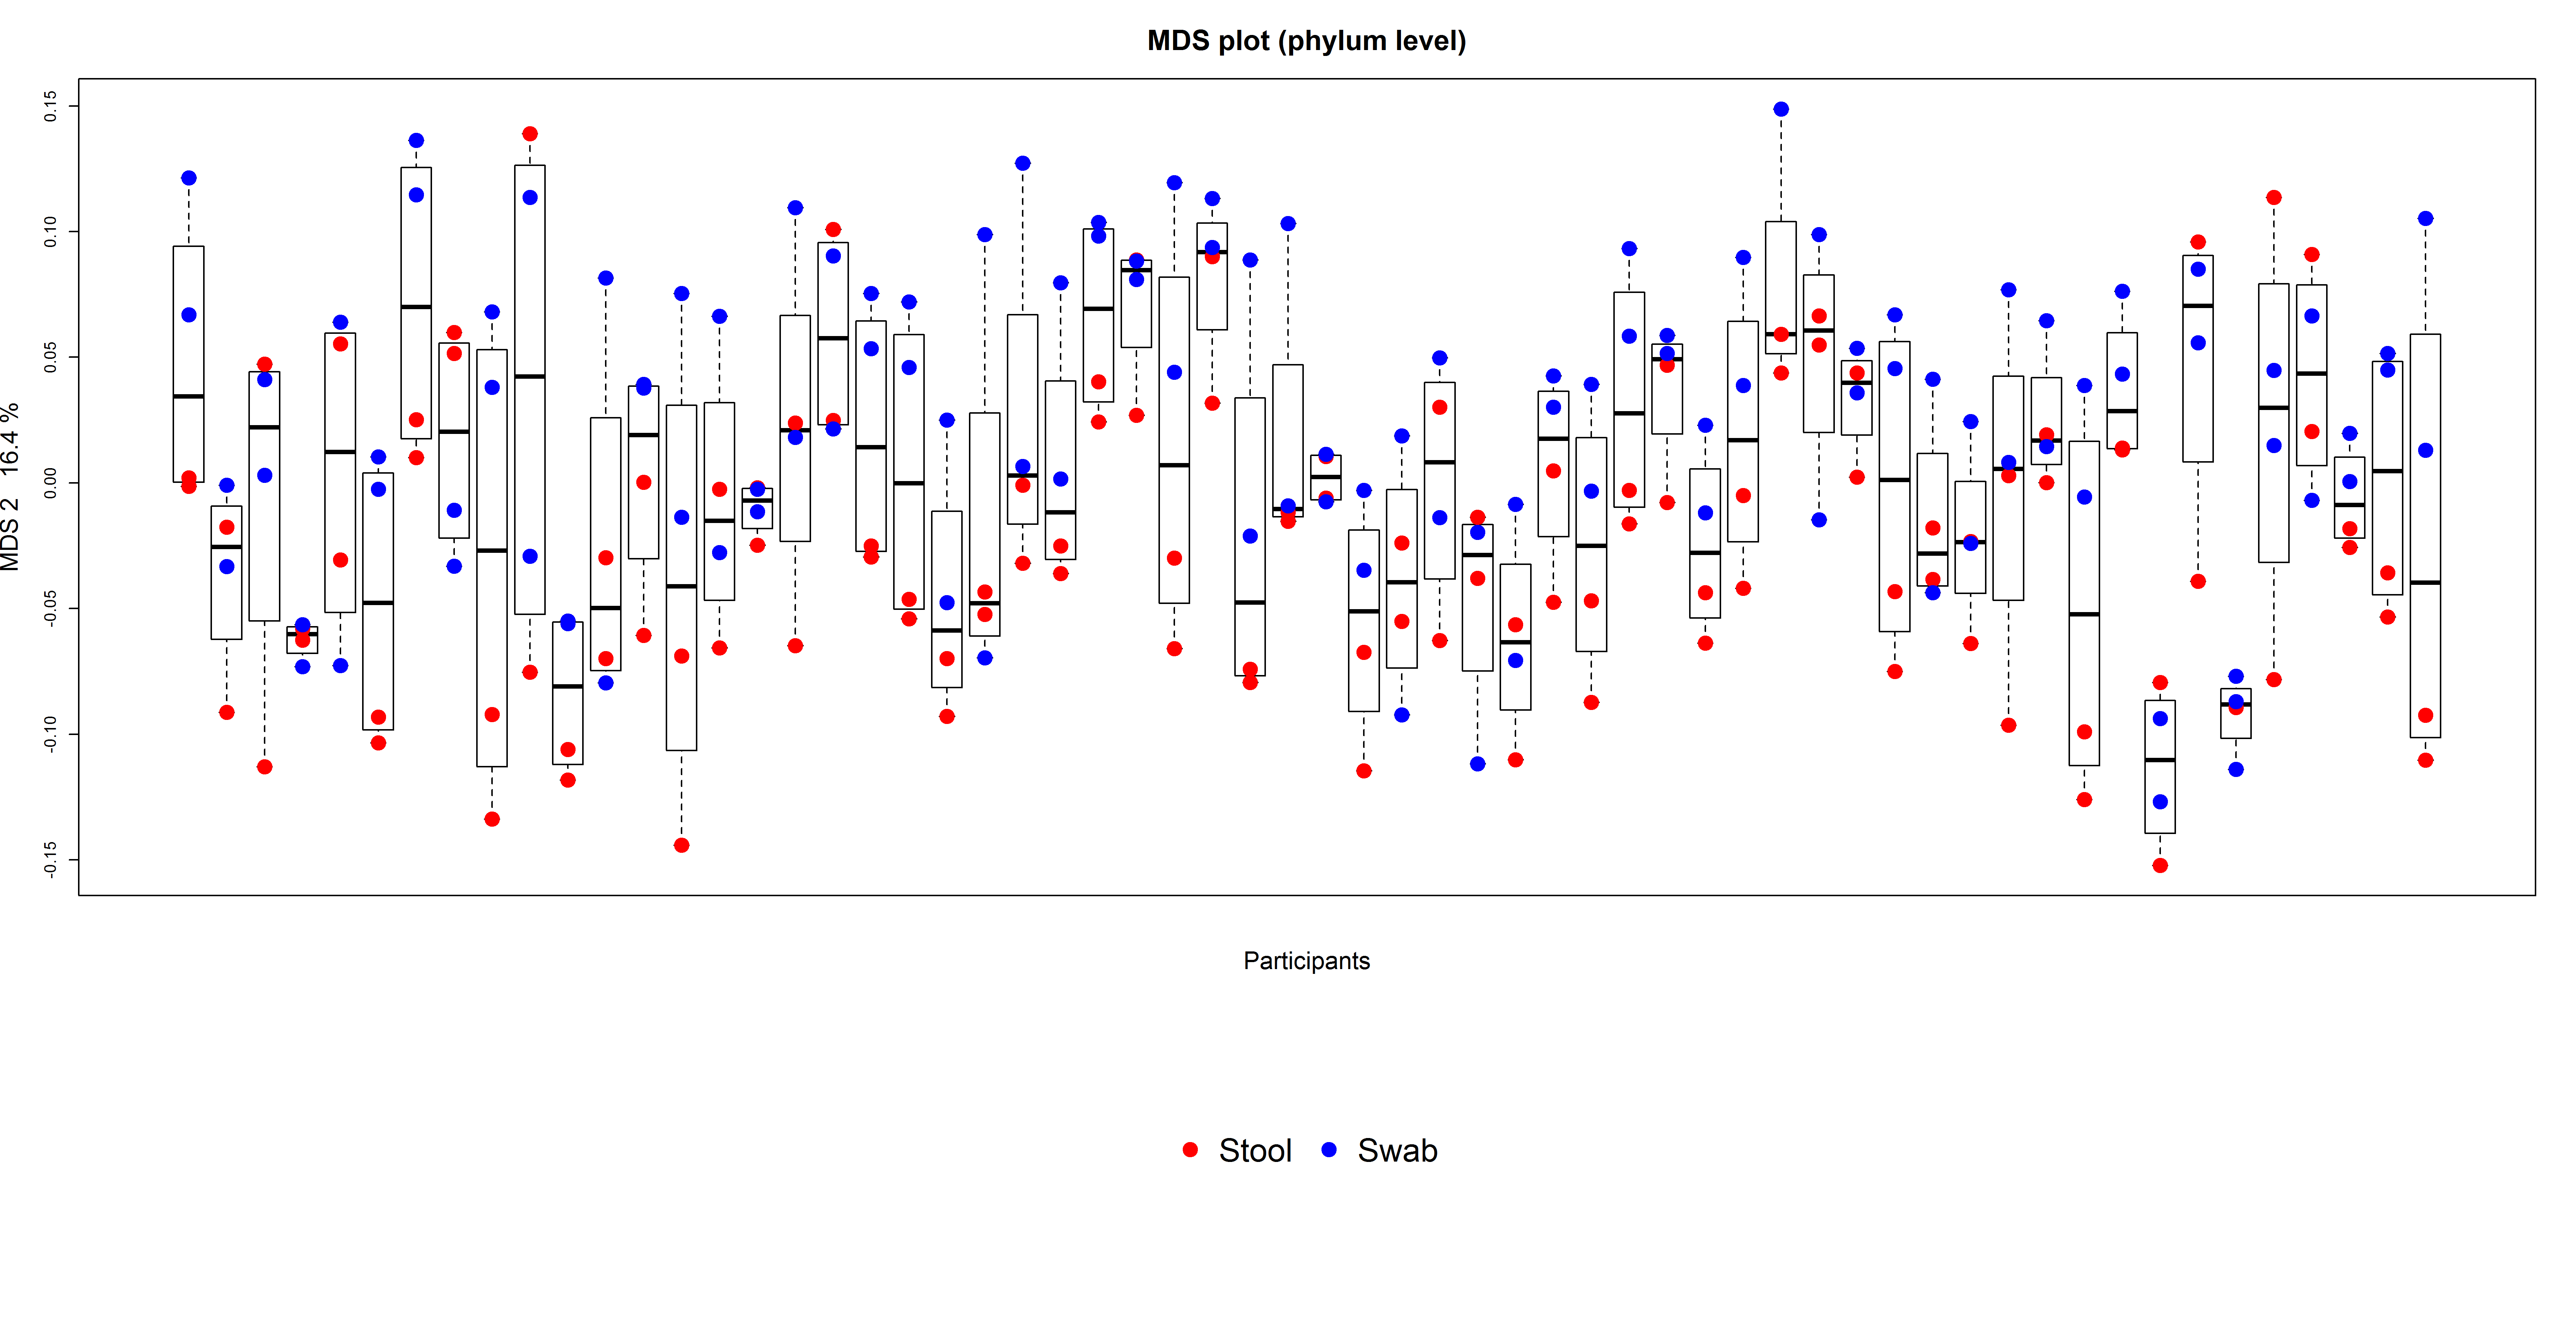 MDS plot (phylum level)
MDS 2 16.4 %
0.15
0.10
0.05
0.00
-0.05
-0.10
-0.15
Participants
Stool Swab